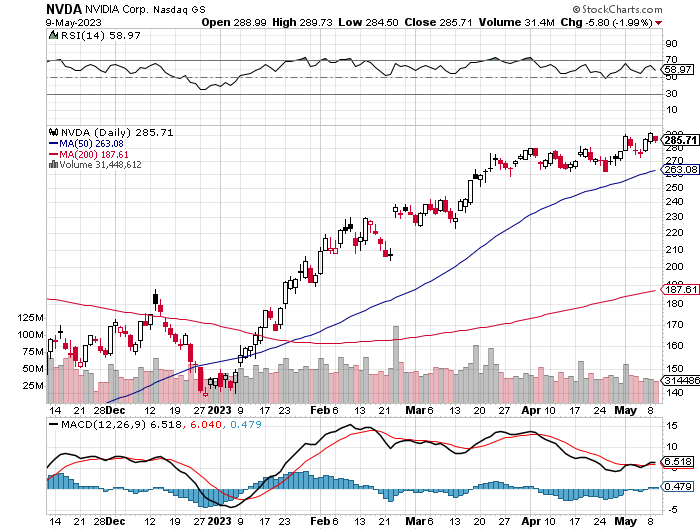 NVDA NVIDIA Corp. Nasdaq GS © StockCharts.com
9-May-2023 Open 288.99 High 289.73 Low 284.50 Close 285.71 Volume 31.4M Chg -5.80 (-1.99%)
RSI(14) 58.97
90
70
58.97
50
30
10
NVDA (Daily) 285.71
MA(50) 263.08
MA(200) 187.61
Volume 31,448,612
290
285.71
280
270
263.08
260
250
240
230
220
210
200
190
187.61
180
170
160
150
140
125M
100M
75M
50M
25M
31448612
14 21 28 Dec 12 19 27 2023 9 17 23 Feb 6 13 21 Mar 6 13 20 27 Apr 10 17 24 May 8
MACD(12,26,9) 6.518, 6.040, 0.479
15
10
6.518
0.479
-5
14 21 28 Dec 12 19 27 2023 9 17 23 Feb 6 13 21 Mar 6 13 20 27 Apr 10 17 24 May 8